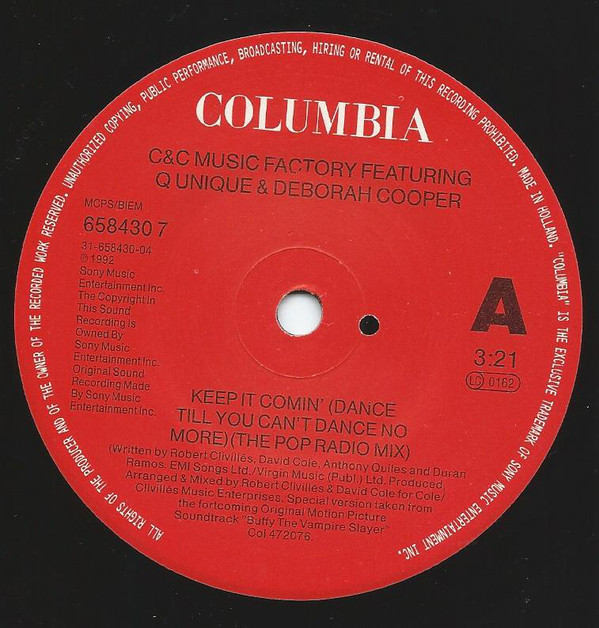 ALL RIGHTS OF THE PRODUCER AND OF THE OWNER OF THE RECORDED WORK RESERVED. UNAUTHORIZED COPYING, PUBLIC PERFORMANCE, BROADCASTING, HIRING OR RENTAL OF THIS RECORDING PROHIBITED. MADE IN HOLLAND. "COLUMBIA" IS THE EXCLUSIVE TRADEMARK OF SONY MUSIC ENTERTAINMENT INC.
COLUMBIA
C&C MUSIC FACTORY FEATURING
Q UNIQUE & DEBORAH COOPER
MCPS/BIEM
658430 7
31-658430-04
℗ 1992
Sony Music
Entertainment Inc.
The Copyright In
This Sound
Recording Is
Owned By
Sony Music
Entertainment Inc.
Original Sound
Recording Made
By Sony Music
Entertainment Inc.
A
3:21
LC 0162
KEEP IT COMIN' (DANCE
TILL YOU CAN'T DANCE NO
MORE) (THE POP RADIO MIX)
(Written by Robert Clivillés, David Cole, Anthony Quiles and Duran
Ramos. EMI Songs Ltd./Virgin Music (Publ.) Ltd. Produced,
Arranged & Mixed by Robert Clivillés & David Cole for Cole/
Clivillés Music Enterprises. Special version taken from
the forthcoming Original Motion Picture
Soundtrack "Buffy The Vampire Slayer"
Col 472076.